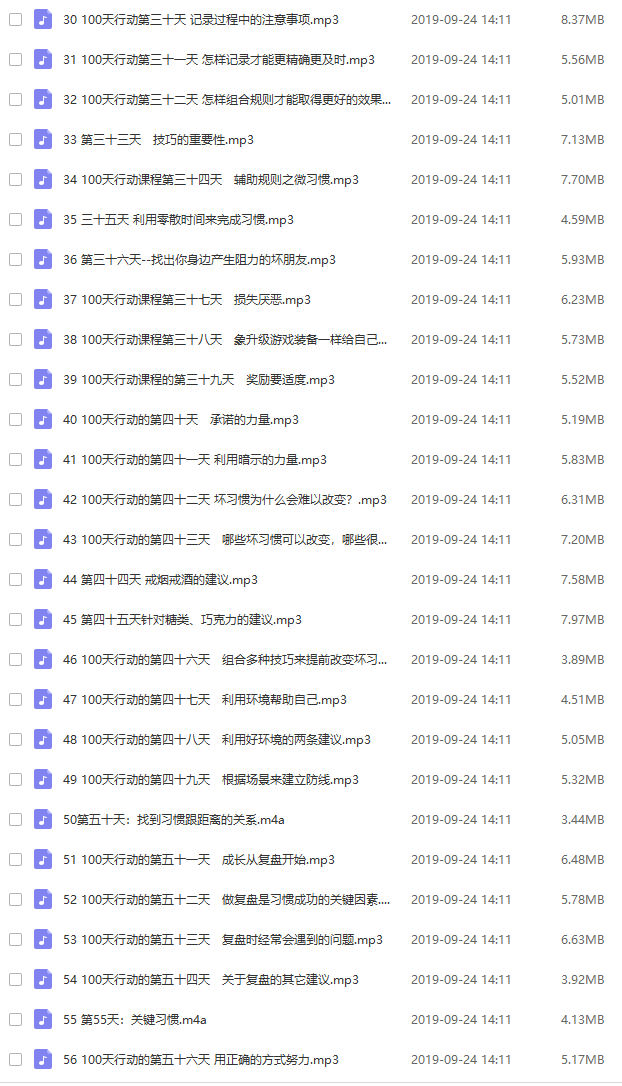 30 100天行动第三十天 记录过程中的注意事项.mp3 2019-09-24 14:11 8.37MB
31 100天行动第三十一天 怎样记录才能更精确更及时.mp3 2019-09-24 14:11 5.56MB
32 100天行动第三十二天 怎样组合规则才能取得更好的效果... 2019-09-24 14:11 5.01MB
33 第三十三天　技巧的重要性.mp3 2019-09-24 14:11 7.13MB
34 100天行动课程第三十四天　辅助规则之微习惯.mp3 2019-09-24 14:11 7.70MB
35 三十五天 利用零散时间来完成习惯.mp3 2019-09-24 14:11 4.59MB
36 第三十六天--找出你身边产生阻力的坏朋友.mp3 2019-09-24 14:11 5.93MB
37 100天行动课程第三十七天　损失厌恶.mp3 2019-09-24 14:11 6.23MB
38 100天行动课程第三十八天　象升级游戏装备一样给自己... 2019-09-24 14:11 5.73MB
39 100天行动课程的第三十九天　奖励要适度.mp3 2019-09-24 14:11 5.52MB
40 100天行动的第四十天　承诺的力量.mp3 2019-09-24 14:11 5.19MB
41 100天行动的第四十一天 利用暗示的力量.mp3 2019-09-24 14:11 5.83MB
42 100天行动的第四十二天 坏习惯为什么会难以改变？.mp3 2019-09-24 14:11 6.31MB
43 100天行动的第四十三天　哪些坏习惯可以改变，哪些很... 2019-09-24 14:11 7.20MB
44 第四十四天 戒烟戒酒的建议.mp3 2019-09-24 14:11 7.58MB
45 第四十五天针对糖类、巧克力的建议.mp3 2019-09-24 14:11 7.97MB
46 100天行动的第四十六天　组合多种技巧来提前改变坏习... 2019-09-24 14:11 3.89MB
47 100天行动的第四十七天　利用环境帮助自己.mp3 2019-09-24 14:11 4.51MB
48 100天行动的第四十八天　利用好环境的两条建议.mp3 2019-09-24 14:11 5.05MB
49 100天行动的第四十九天　根据场景来建立防线.mp3 2019-09-24 14:11 5.32MB
50第五十天：找到习惯跟距离的关系.m4a 2019-09-24 14:11 3.44MB
51 100天行动的第五十一天　成长从复盘开始.mp3 2019-09-24 14:11 6.48MB
52 100天行动的第五十二天　做复盘是习惯成功的关键因素.... 2019-09-24 14:11 5.78MB
53 100天行动的第五十三天　复盘时经常会遇到的问题.mp3 2019-09-24 14:11 6.63MB
54 100天行动的第五十四天　关于复盘的其它建议.mp3 2019-09-24 14:11 3.92MB
55 第55天：关键习惯.m4a 2019-09-24 14:11 4.13MB
56 100天行动的第五十六天 用正确的方式努力.mp3 2019-09-24 14:11 5.17MB